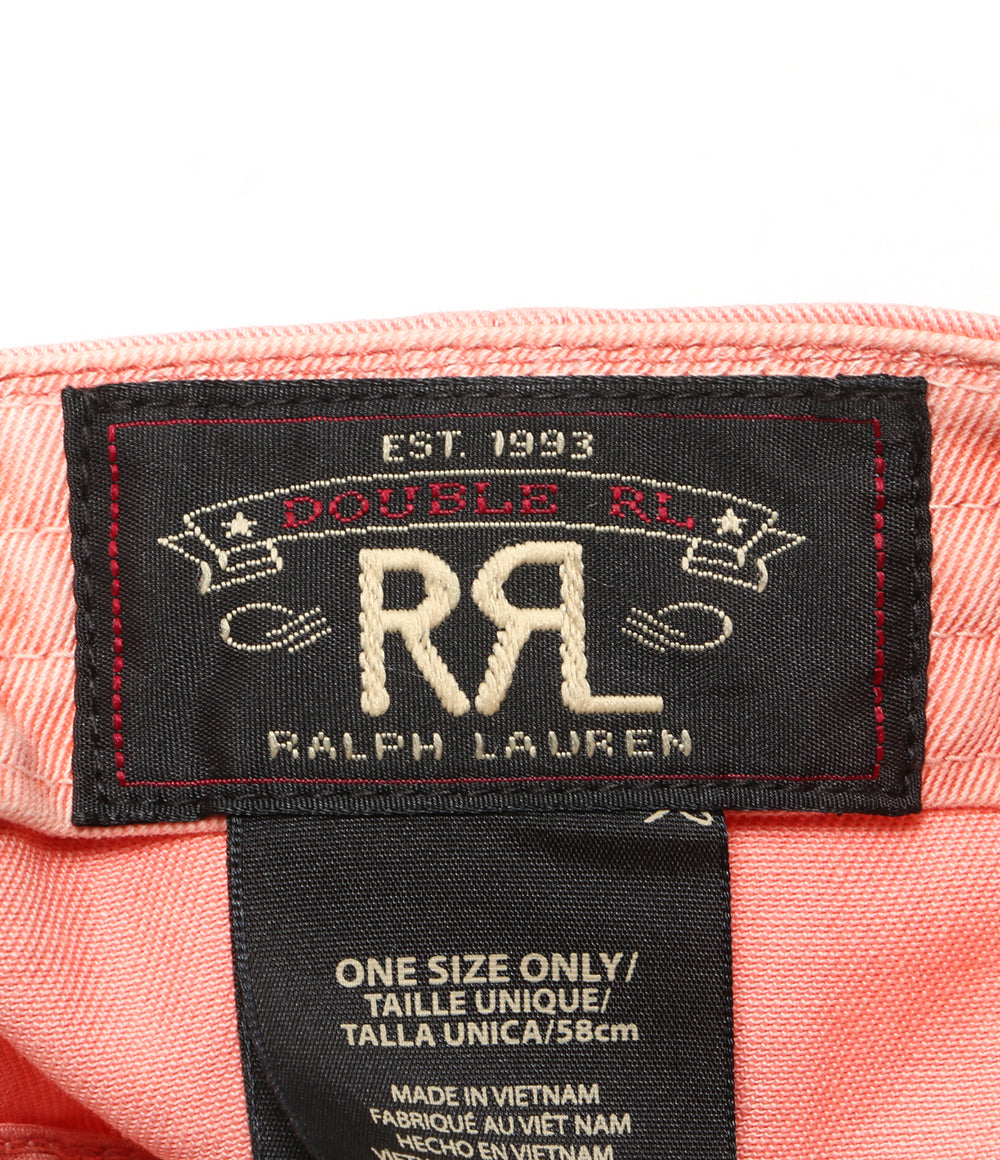 EST. 1993
DOUBLE RL
RRL
RALPH LAUREN
ONE SIZE ONLY/
TAILLE UNIQUE/
TALLA UNICA/58cm
MADE IN VIETNAM
FABRIQUÉ AU VIÊT NAM
HECHO EN VIETNAM